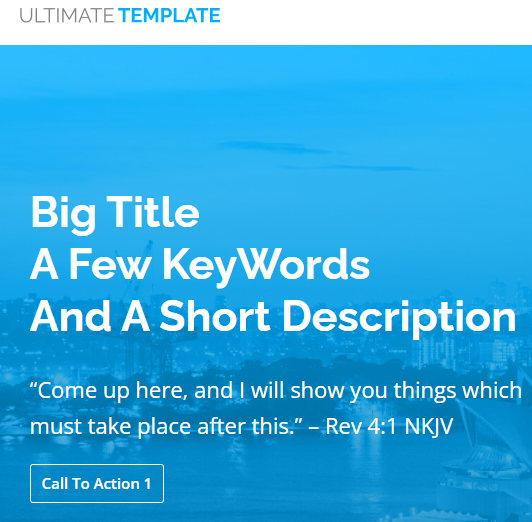 ULTIMATE TEMPLATE
Big Title
A Few KeyWords
And A Short Description
“Come up here, and I will show you things which
must take place after this.” – Rev 4:1 NKJV
Call To Action 1